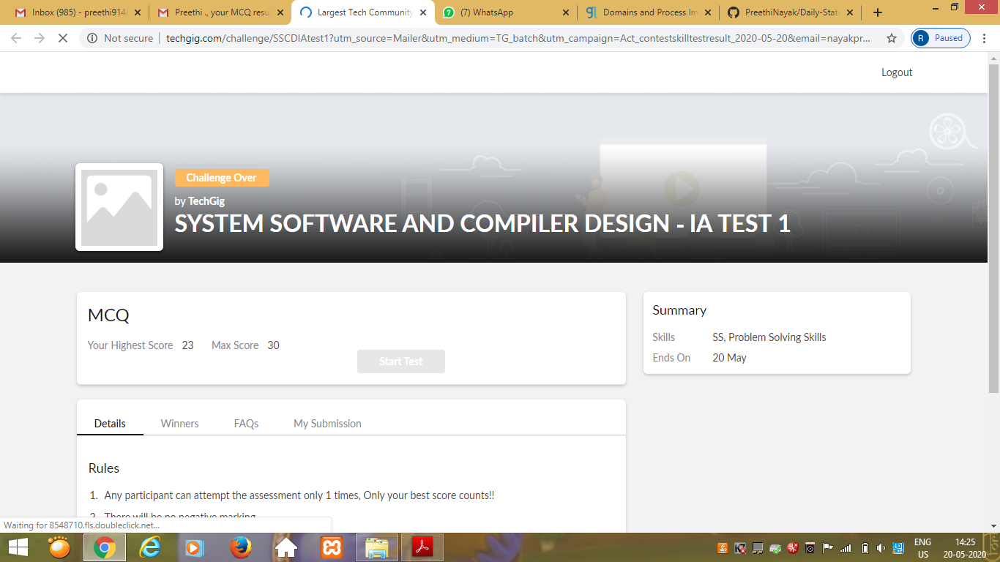 Inbox (985) - preethi914
Preethi ., your MCQ resu
Largest Tech Community
(7) WhatsApp
Domains and Process Im
PreethiNayak/Daily-Stat
Not secure
techgig.com/challenge/SSCDIAtest1?utm_source=Mailer&utm_medium=TG_batch&utm_campaign=Act_contestskilltestresult_2020-05-20&email=nayakpr...
R
Paused
Logout
Challenge Over
by TechGig
SYSTEM SOFTWARE AND COMPILER DESIGN - IA TEST 1
MCQ
Your Highest Score 23 Max Score 30
Start Test
Summary
Skills SS, Problem Solving Skills
Ends On 20 May
Details Winners FAQs My Submission
Rules
1. Any participant can attempt the assessment only 1 times, Only your best score counts!!
2. There will be no negative marking
Waiting for 8548710.fls.doubleclick.net...
ENG
US
14:25
20-05-2020